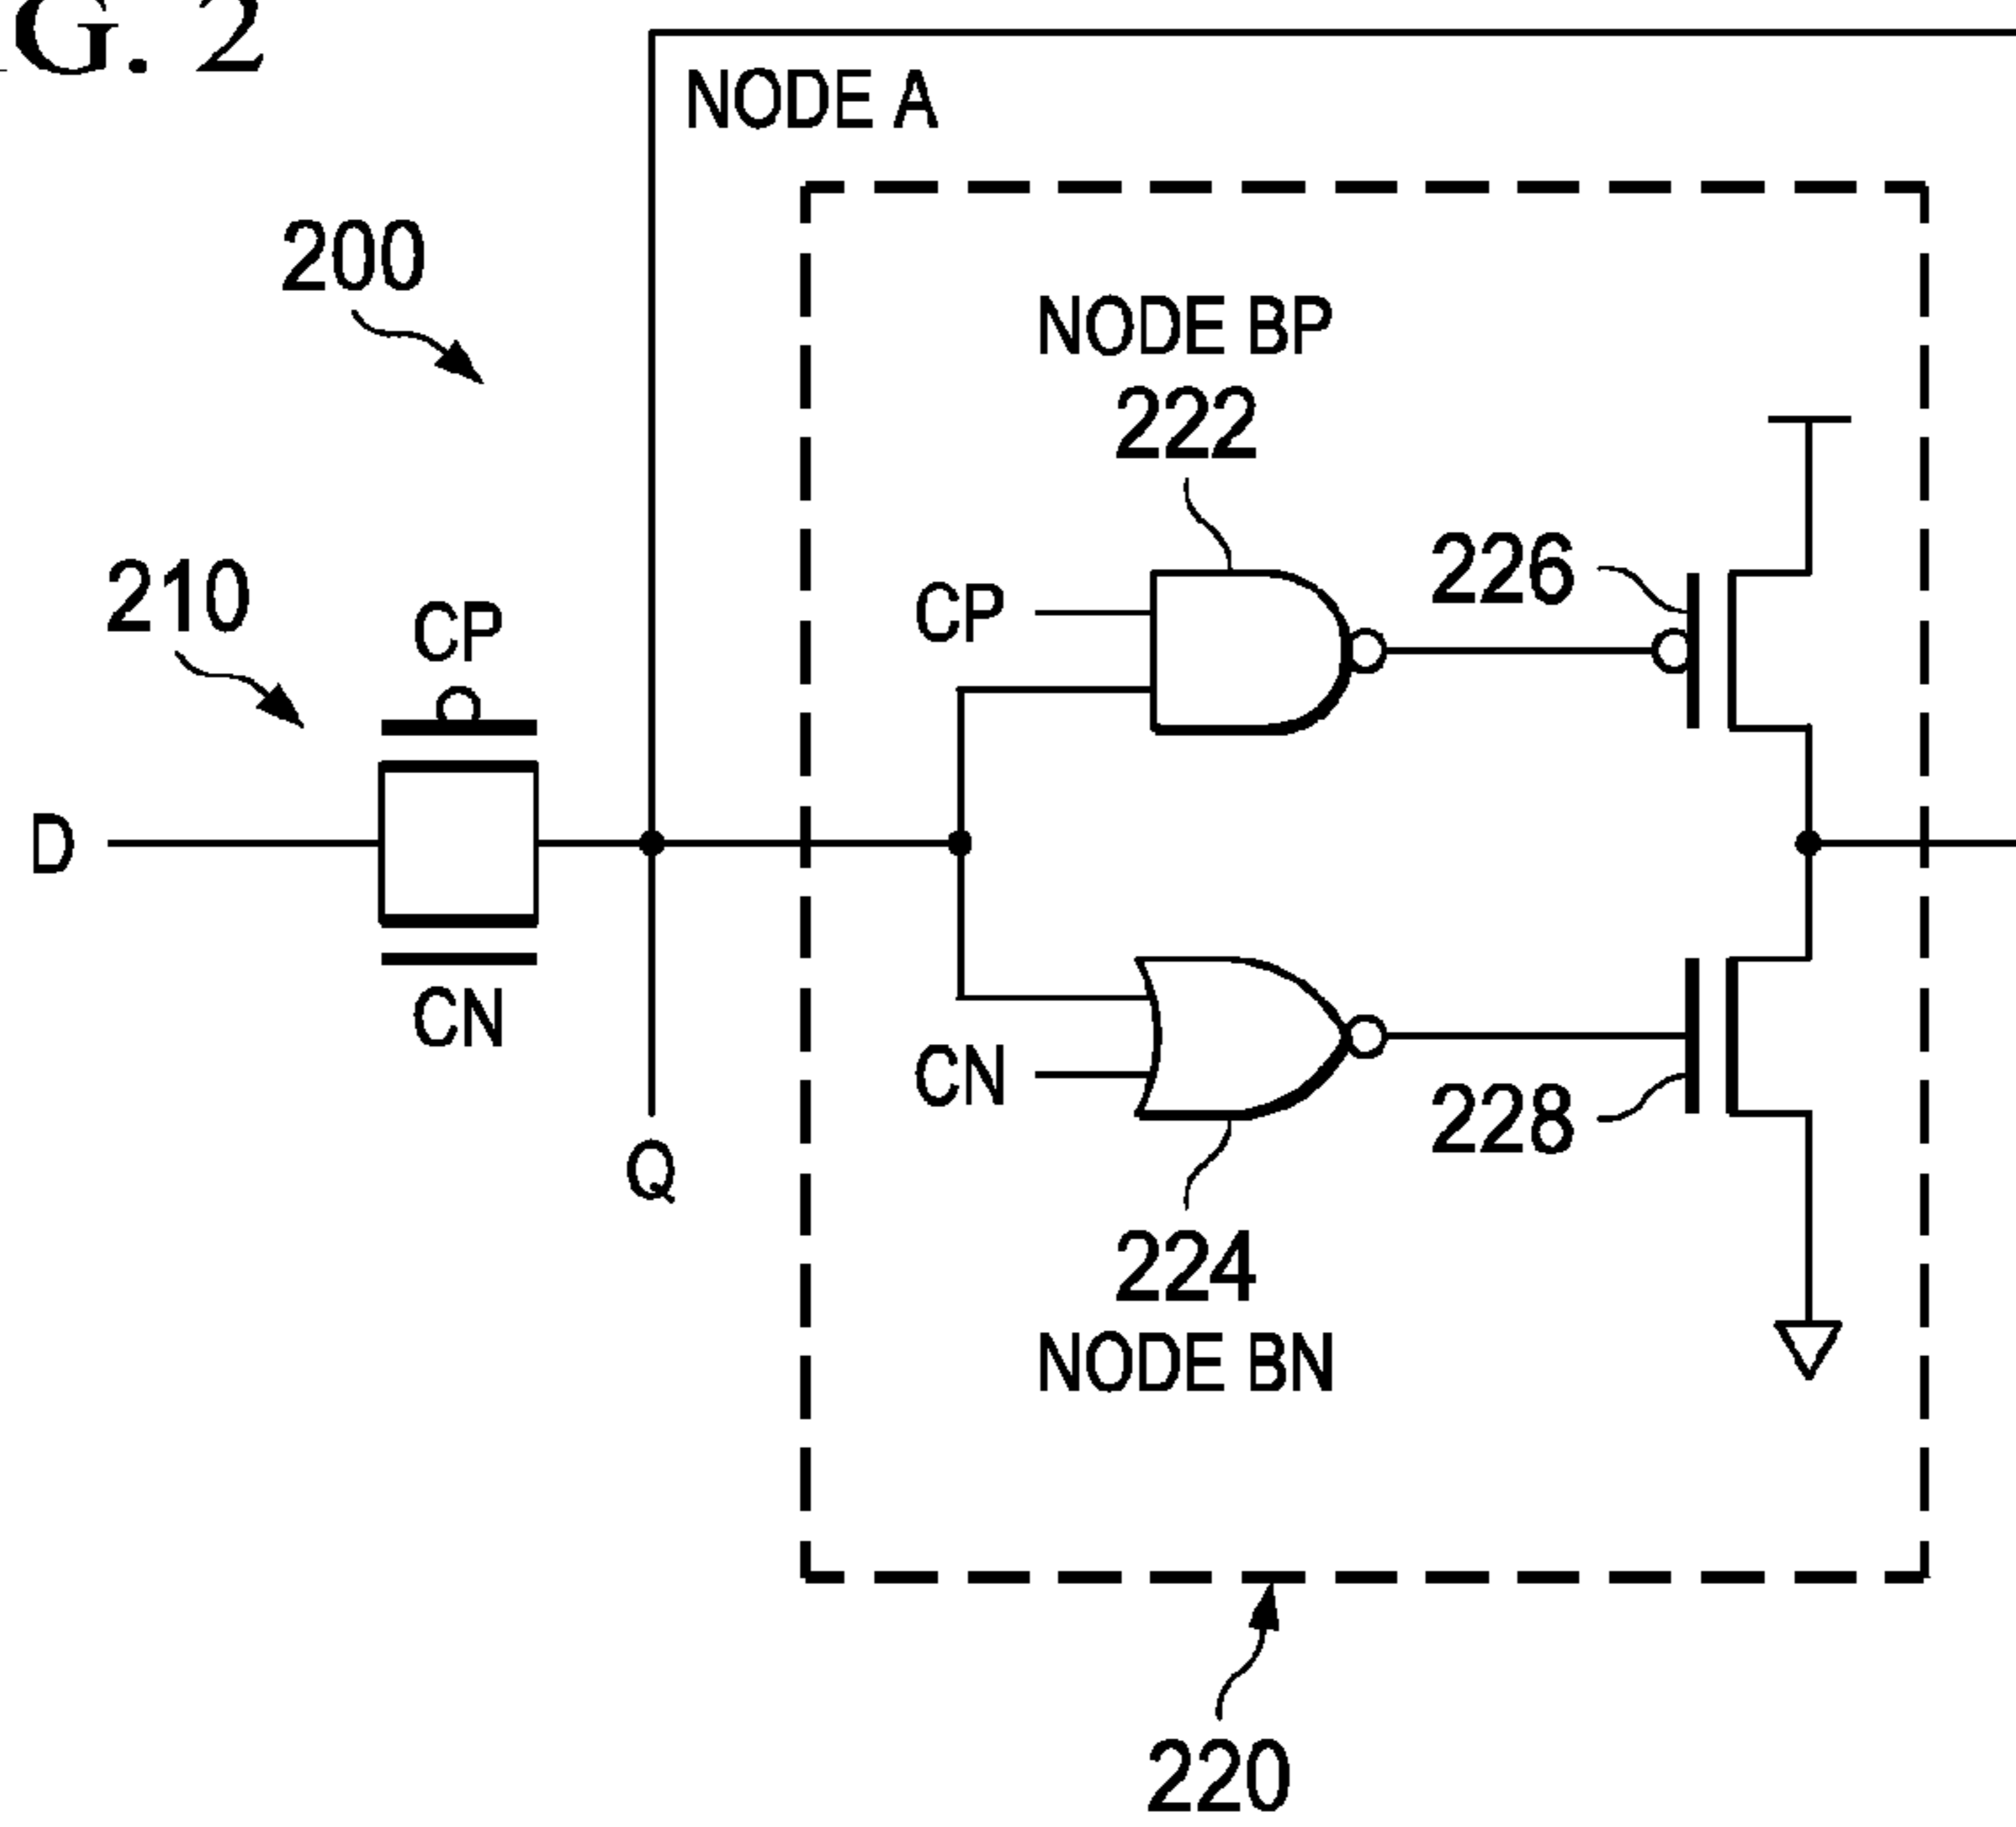 G. 2
NODE A
200
NODE BP
222
226
210
CP
CP
D
CN
CN
228
Q
224
NODE BN
220